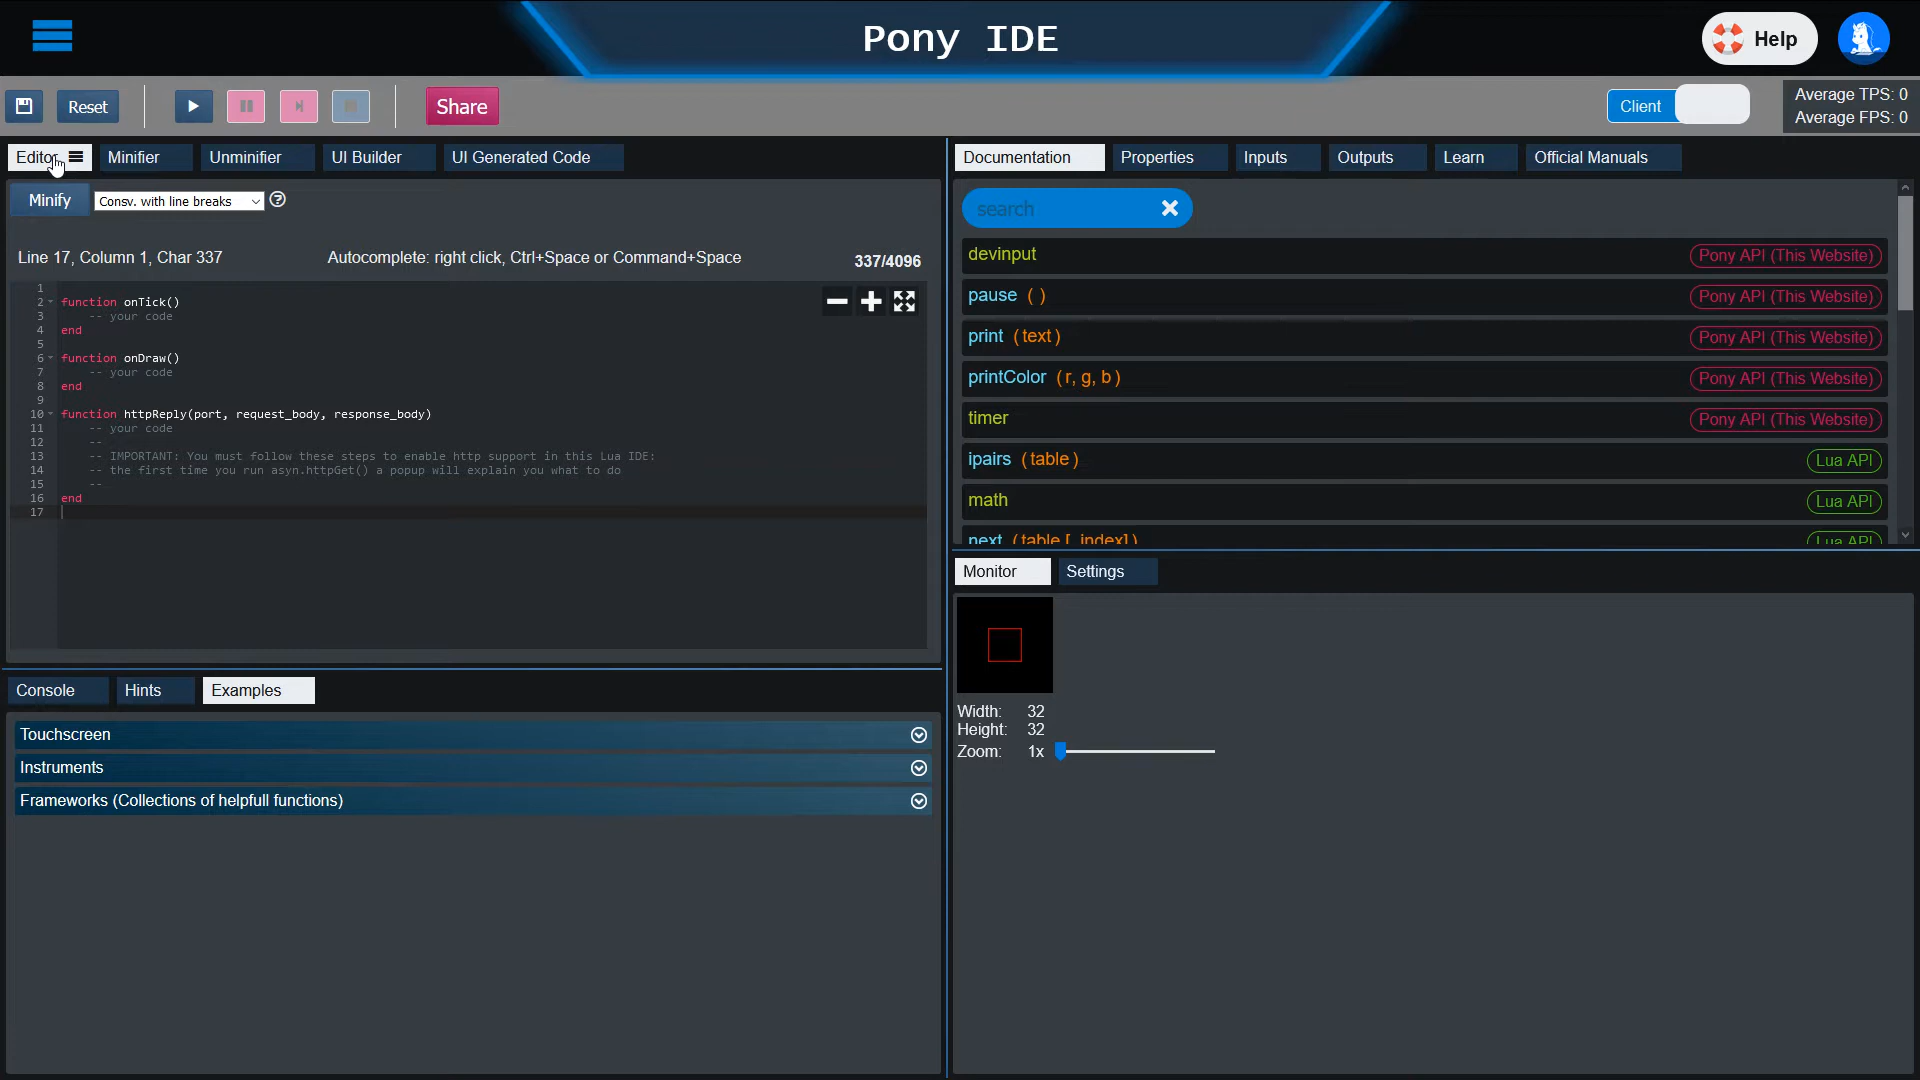 Pony IDE
Help
Reset
Share
Client
Average TPS: 0
Average FPS: 0
Editor
Minifier
Unminifier
UI Builder
UI Generated Code
Minify
Consv. with line breaks
Line 17, Column 1, Char 337
Autocomplete: right click, Ctrl+Space or Command+Space
337/4096
1
2 function onTick()
3 -- your code
4 end
5
6 function onDraw()
7 -- your code
8 end
9
10 function httpReply(port, request_body, response_body)
11 -- your code
12 --
13 -- IMPORTANT: You must follow these steps to enable http support in this Lua IDE:
14 -- the first time you run asyn.httpGet() a popup will explain you what to do
15 --
16 end
17
Console
Hints
Examples
Touchscreen
Instruments
Frameworks (Collections of helpfull functions)
Documentation
Properties
Inputs
Outputs
Learn
Official Manuals
search
devinput Pony API (This Website)
pause ( ) Pony API (This Website)
print (text) Pony API (This Website)
printColor (r, g, b) Pony API (This Website)
timer Pony API (This Website)
ipairs (table) Lua API
math Lua API
next (table [, index]) Lua API
Monitor
Settings
Width: 32
Height: 32
Zoom: 1x